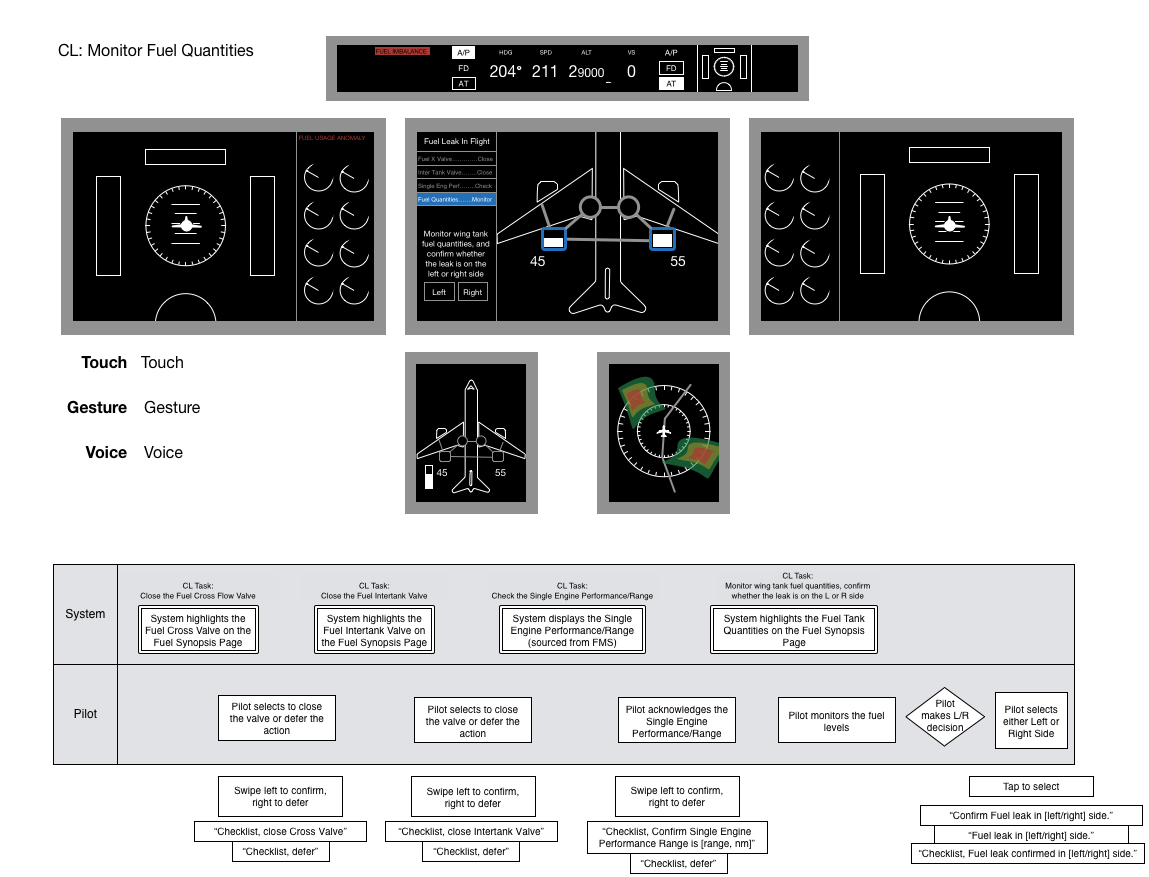 CL: Monitor Fuel Quantities
FUEL IMBALANCE
A/P
FD
AT
HDG
204°
SPD
211
ALT
29000
VS
0
A/P
FD
AT
FUEL USAGE ANOMALY
Fuel Leak In Flight
Fuel X Valve............Close
Inter Tank Valve.......Close
Single Eng Perf.......Check
Fuel Quantities.......Monitor
Monitor wing tank
fuel quantities, and
confirm whether
the leak is on the
left or right side
Left
Right
45
55
Touch Touch
Gesture Gesture
Voice Voice
45
55
System
CL Task:
Close the Fuel Cross Flow Valve
System highlights the
Fuel Cross Valve on the
Fuel Synopsis Page
CL Task:
Close the Fuel Intertank Valve
System highlights the
Fuel Intertank Valve on
the Fuel Synopsis Page
CL Task:
Check the Single Engine Performance/Range
System displays the Single
Engine Performance/Range
(sourced from FMS)
CL Task:
Monitor wing tank fuel quantities, confirm
whether the leak is on the L or R side
System highlights the Fuel Tank
Quantities on the Fuel Synopsis
Page
Pilot
Pilot selects to close
the valve or defer the
action
Pilot selects to close
the valve or defer the
action
Pilot acknowledges the
Single Engine
Performance/Range
Pilot monitors the fuel
levels
Pilot
makes L/R
decision
Pilot selects
either Left or
Right Side
Swipe left to confirm,
right to defer
“Checklist, close Cross Valve”
“Checklist, defer”
Swipe left to confirm,
right to defer
“Checklist, close Intertank Valve”
“Checklist, defer”
Swipe left to confirm,
right to defer
“Checklist, Confirm Single Engine
Performance Range is [range, nm]”
“Checklist, defer”
Tap to select
“Confirm Fuel leak in [left/right] side.”
“Fuel leak in [left/right] side.”
“Checklist, Fuel leak confirmed in [left/right] side.”